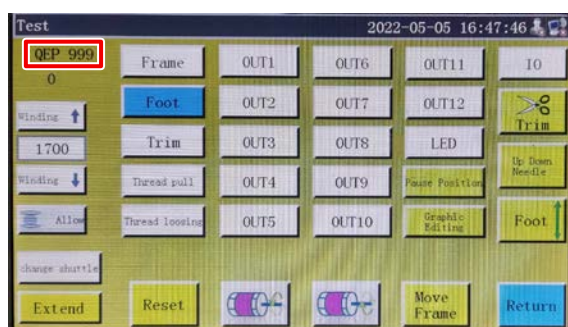 Test 2022-05-05 16:47:46
QEP 999 Frame OUT1 OUT6 OUT11 IO
0
Winding Foot OUT2 OUT7 OUT12 Trim
1700 Trim OUT3 OUT8 LED Up Down
Needle
Winding Thread pull OUT4 OUT9 Pause Position
Allow Thread loosing OUT5 OUT10 Graphic
Editing Foot
change shuttle
Extend Reset Move
Frame Return